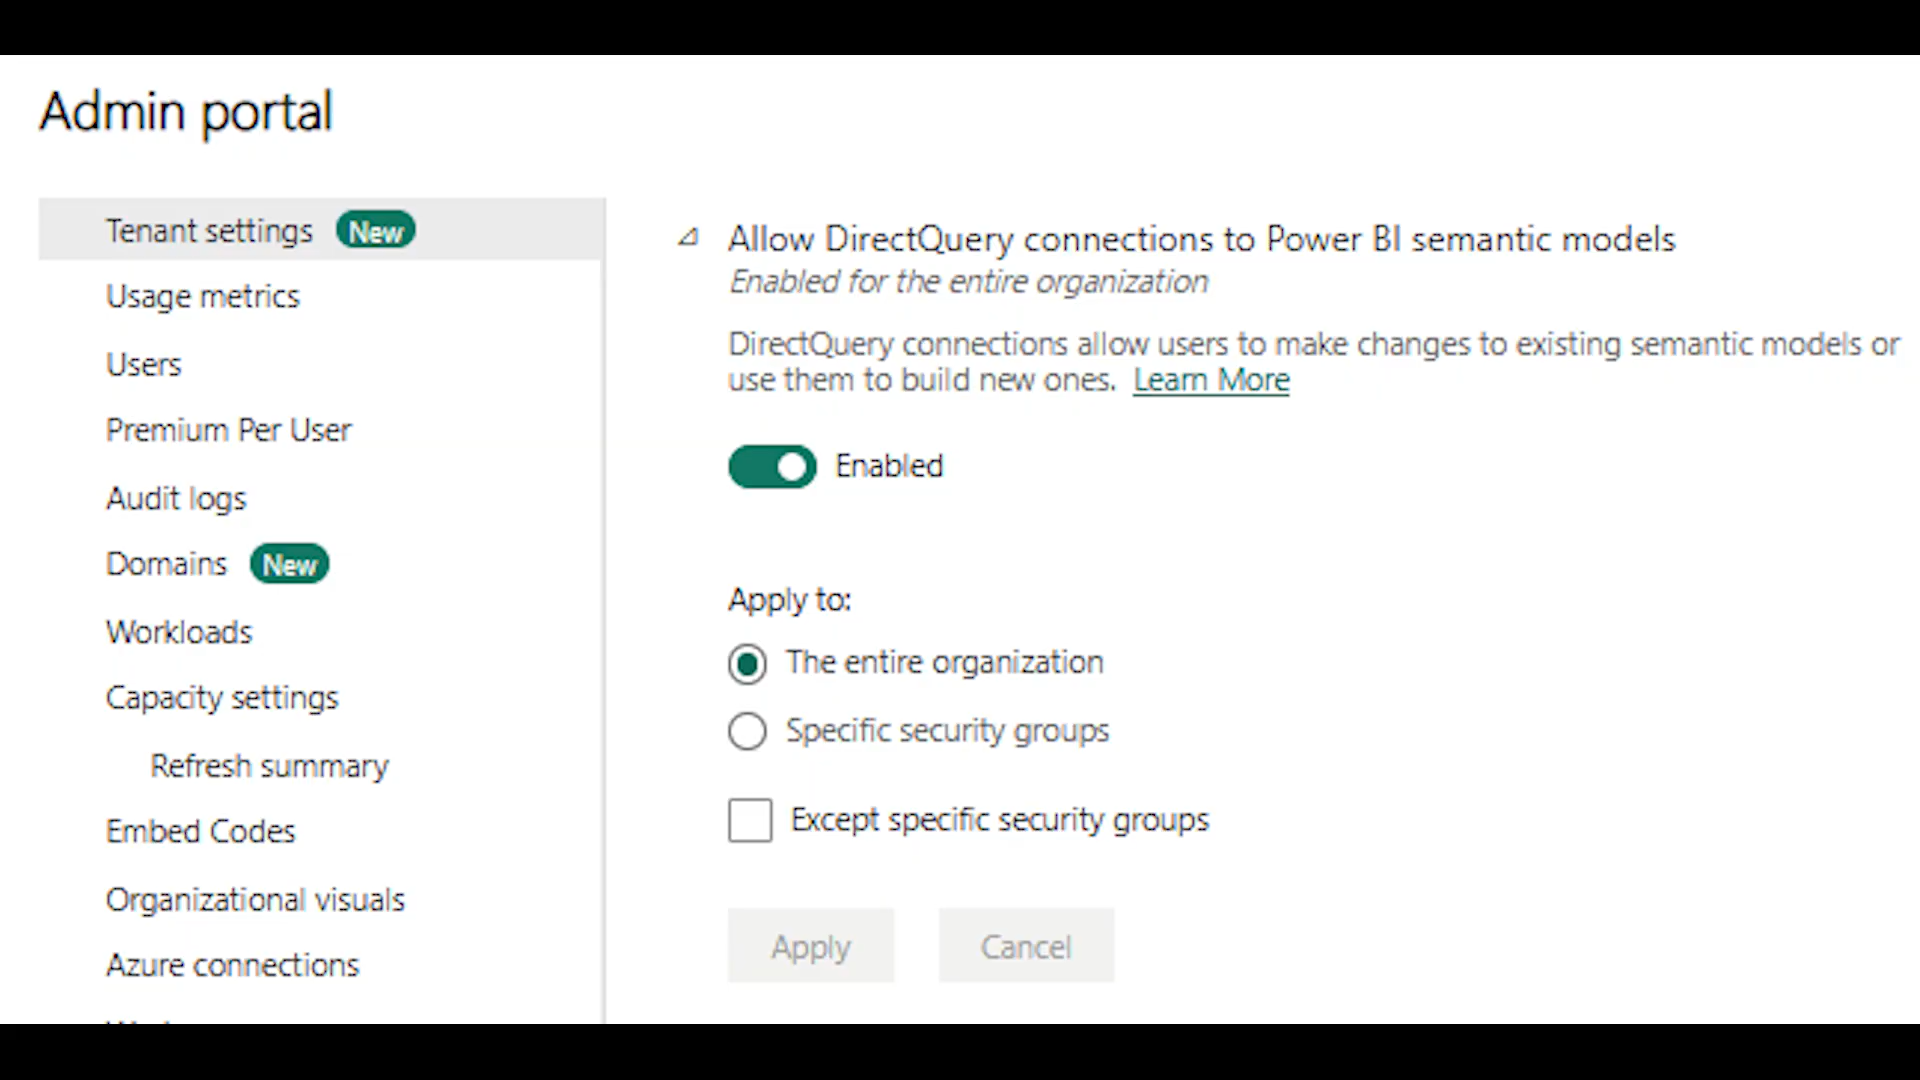 Admin portal
Tenant settings New
Usage metrics
Users
Premium Per User
Audit logs
Domains New
Workloads
Capacity settings
Refresh summary
Embed Codes
Organizational visuals
Azure connections
Allow DirectQuery connections to Power BI semantic models
Enabled for the entire organization
DirectQuery connections allow users to make changes to existing semantic models or
use them to build new ones. Learn More
Enabled
Apply to:
The entire organization
Specific security groups
Except specific security groups
Apply Cancel